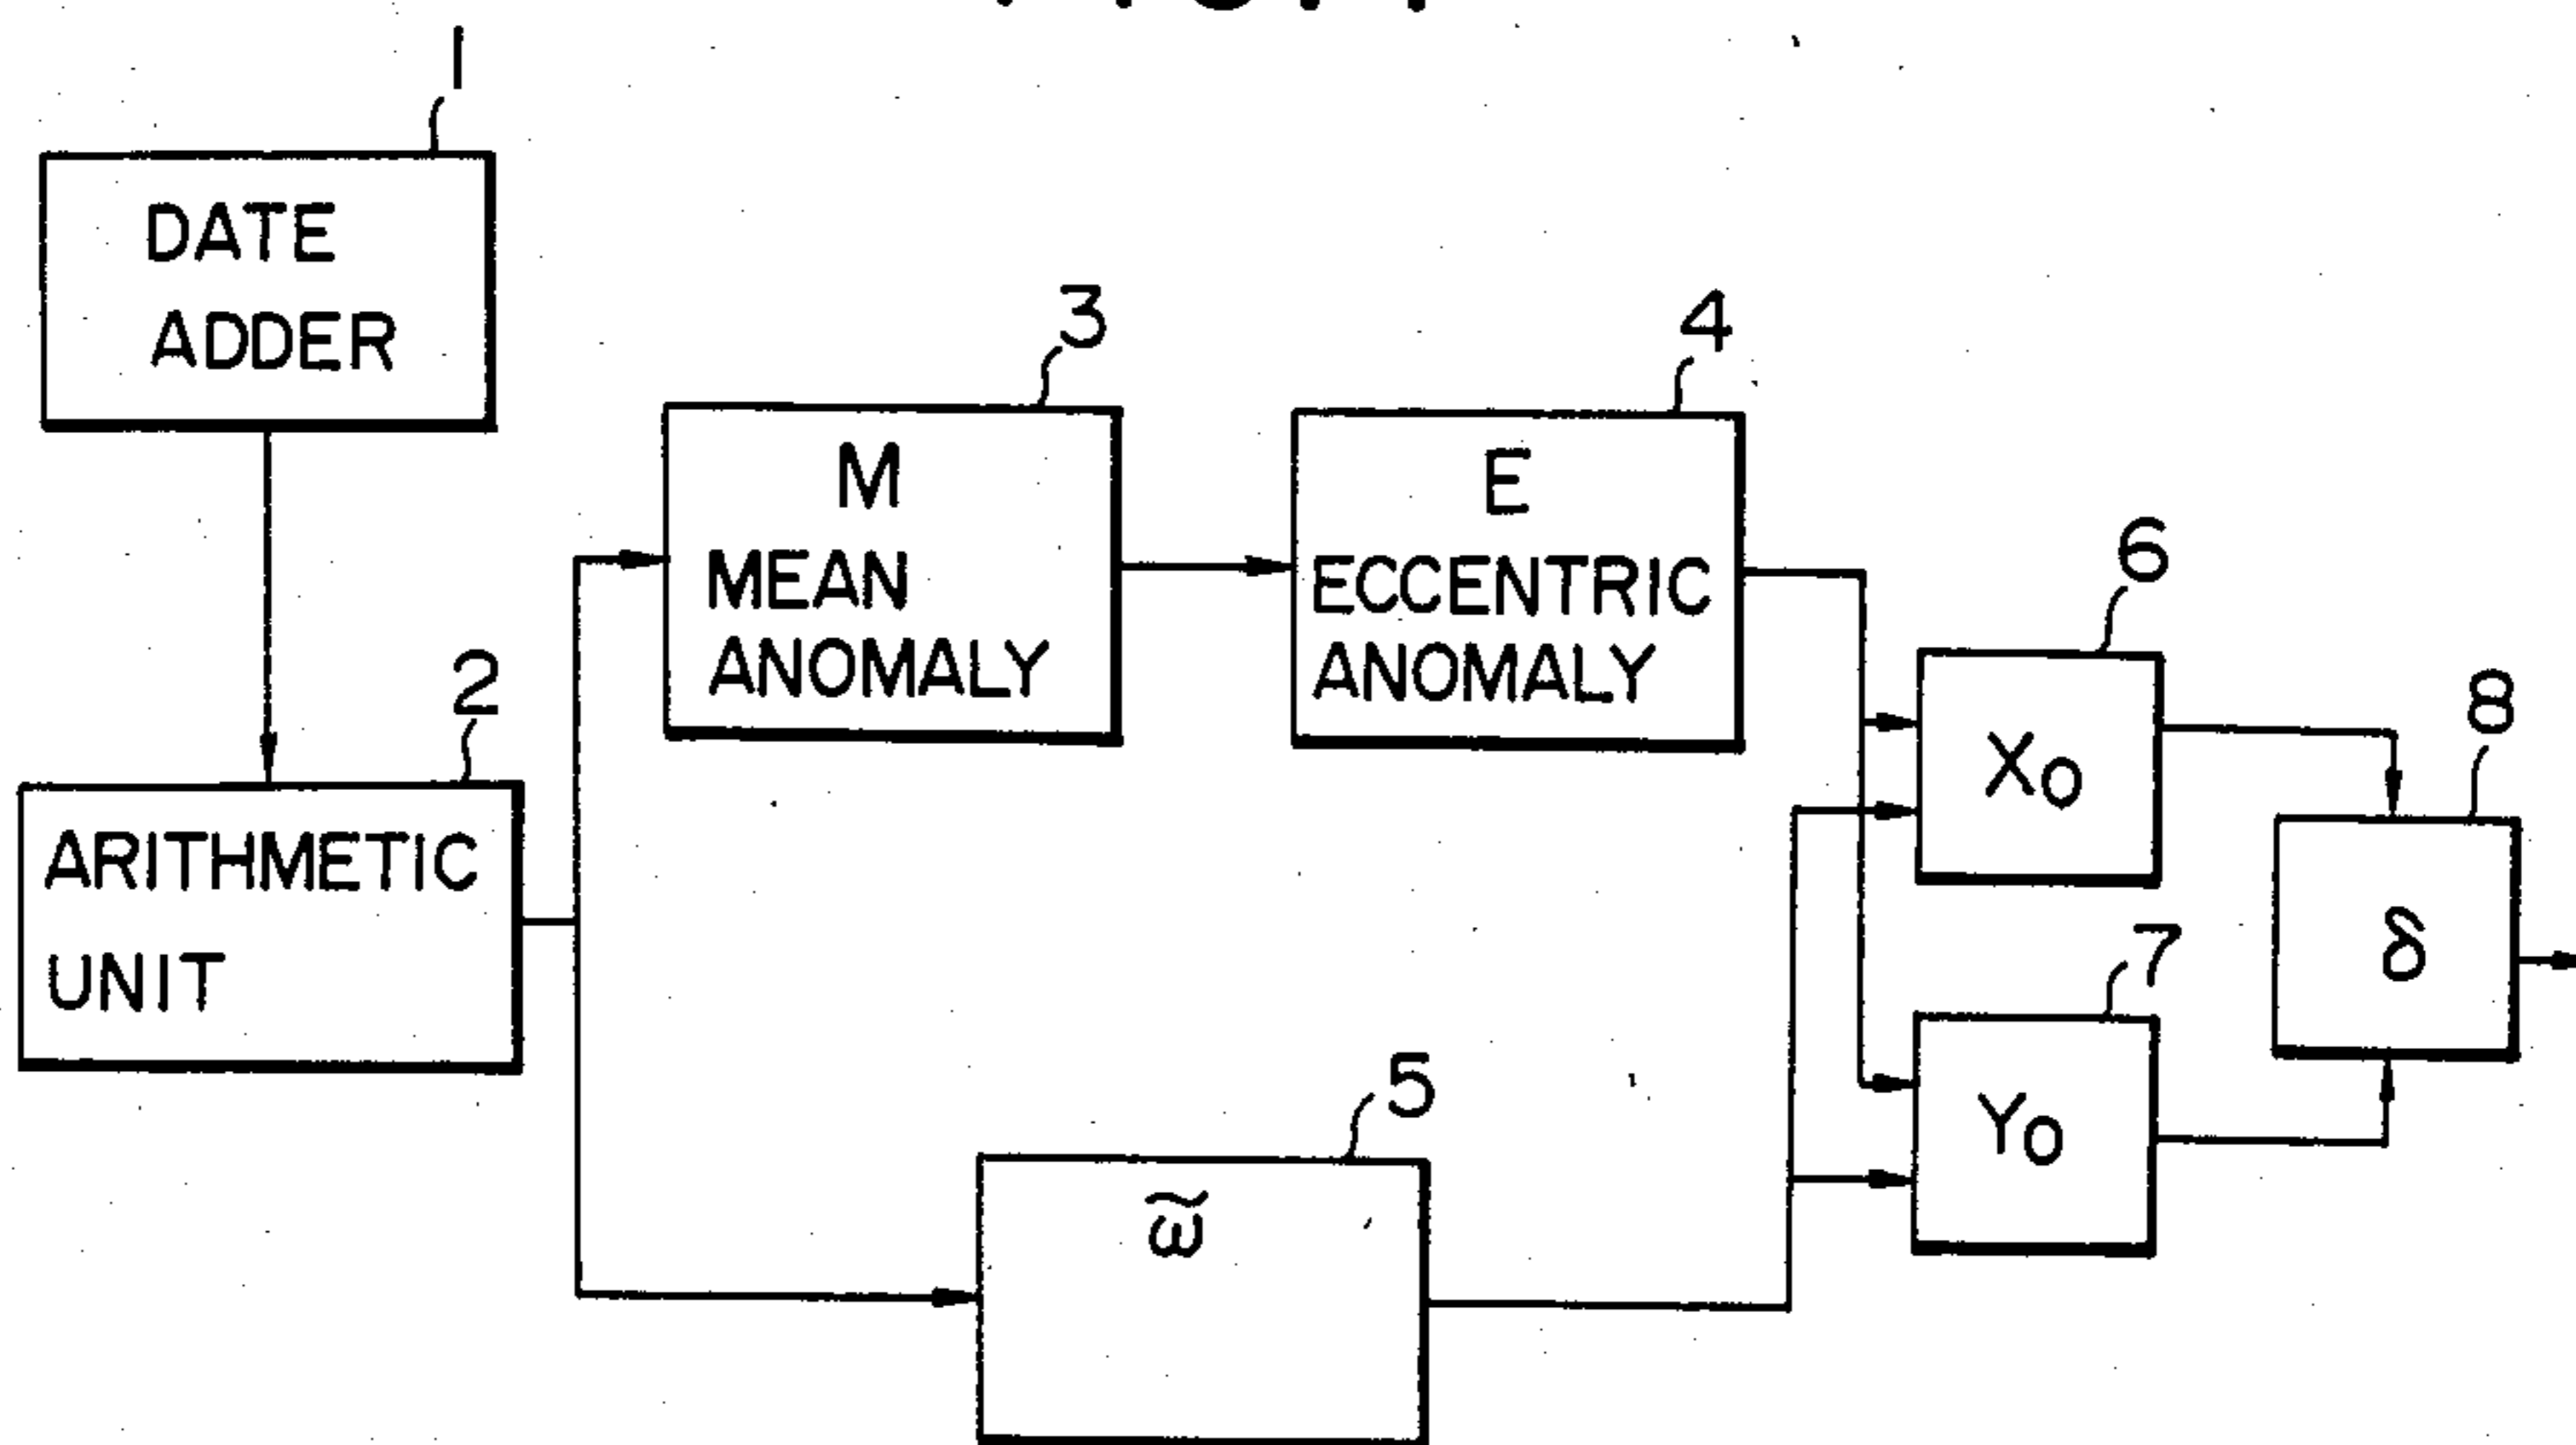 1
DATE
ADDER
3
4
M
MEAN
ANOMALY
E
ECCENTRIC
ANOMALY
6
2
ARITHMETIC
UNIT
X₀
8
δ
7
Y₀
5
ω̃